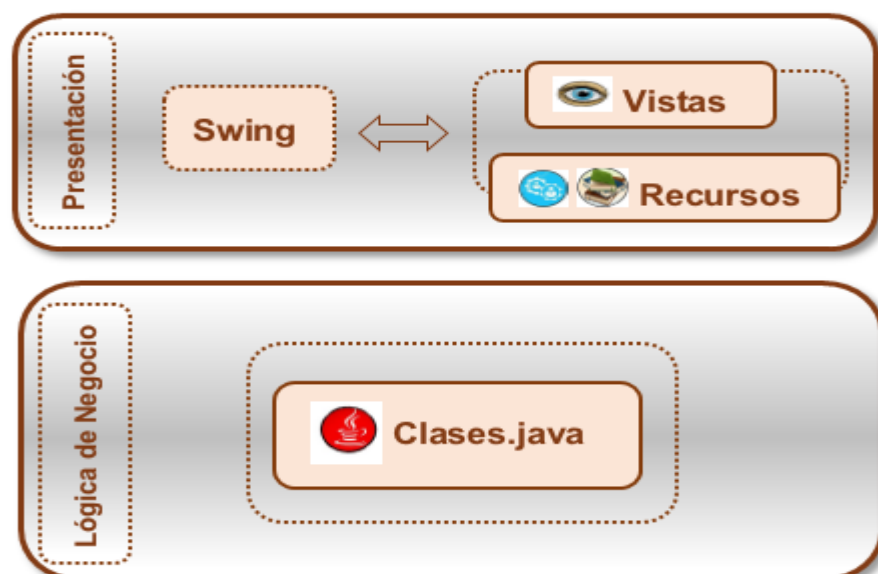 Presentación
Swing
Vistas
Recursos
Lógica de Negocio
Clases.java